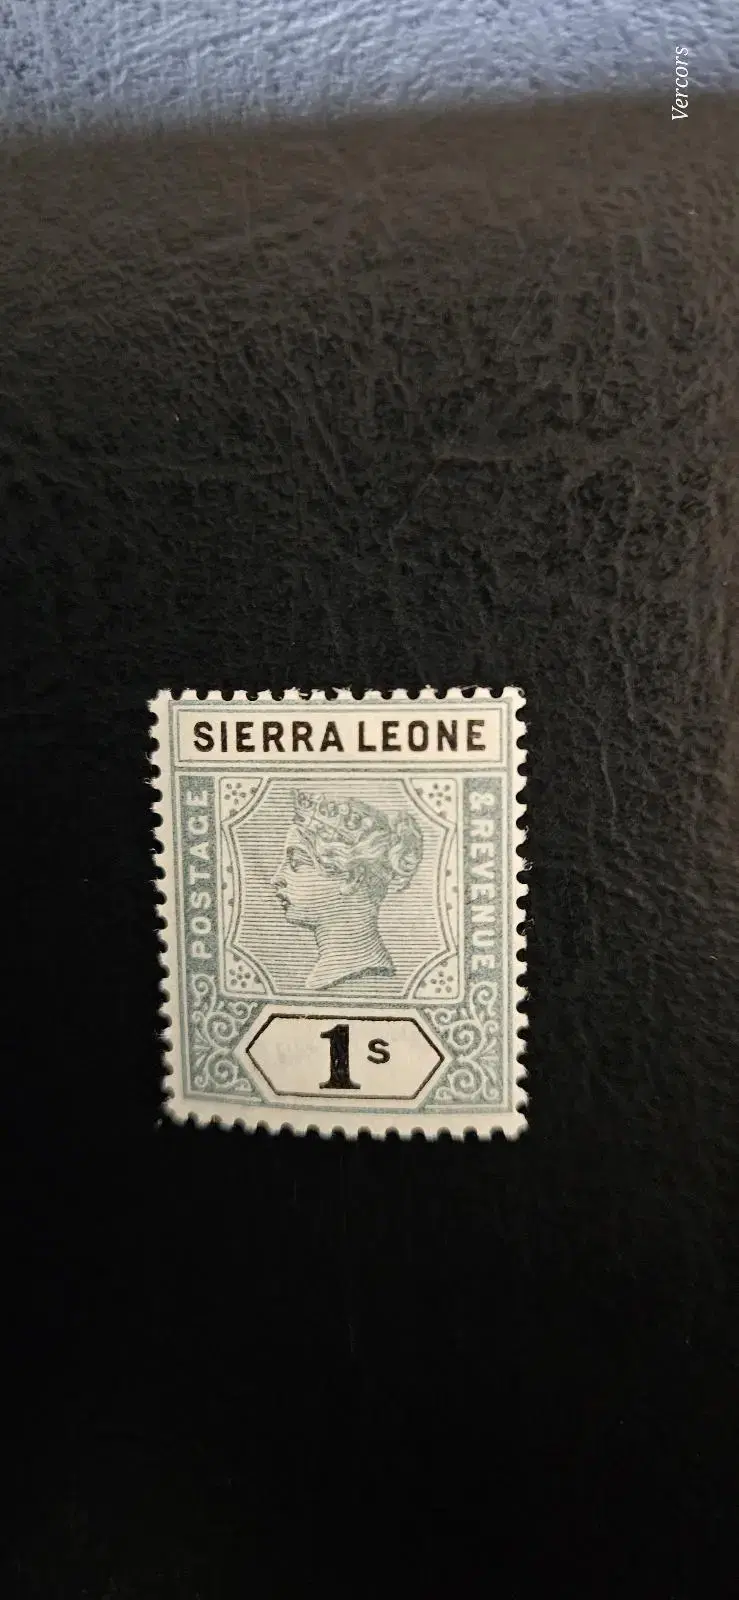 Vercors
SIERRA LEONE
POSTAGE
& REVENUE
1s